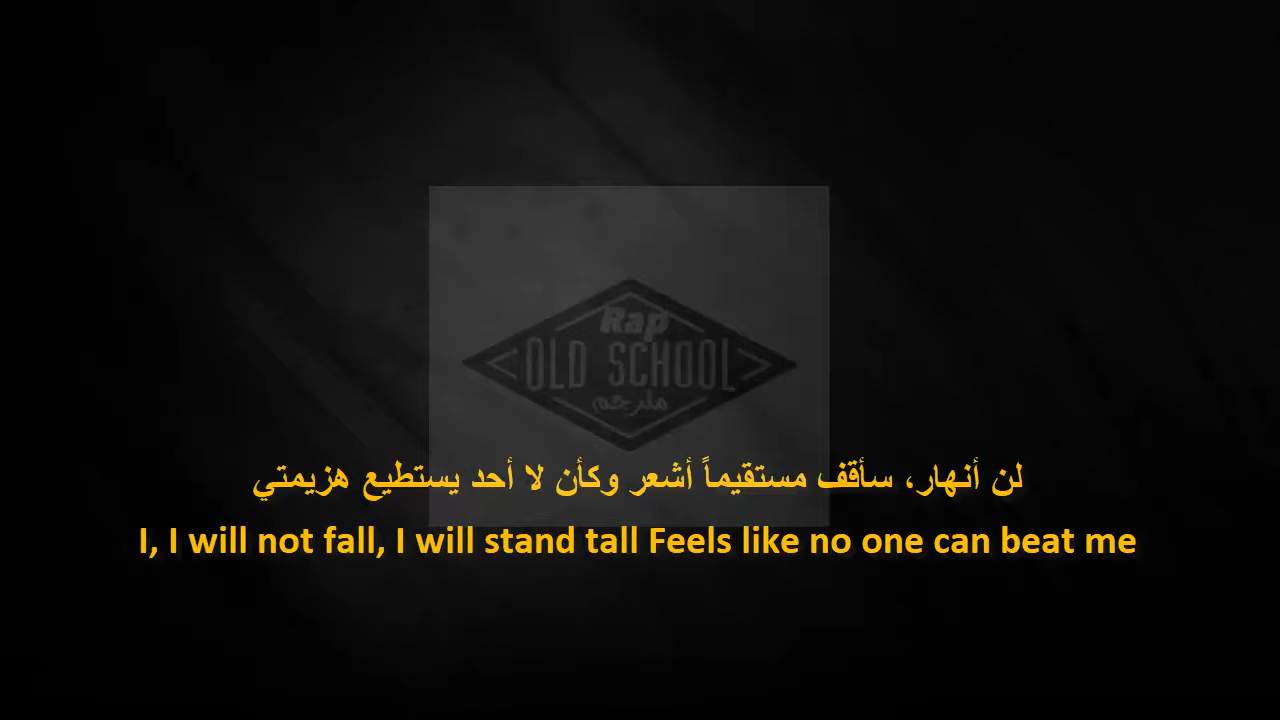 Rap
OLD SCHOOL
مترجم
لن أنهار، سأقف مستقيماً أشعر وكأن لا أحد يستطيع هزيمتي
I, I will not fall, I will stand tall Feels like no one can beat me